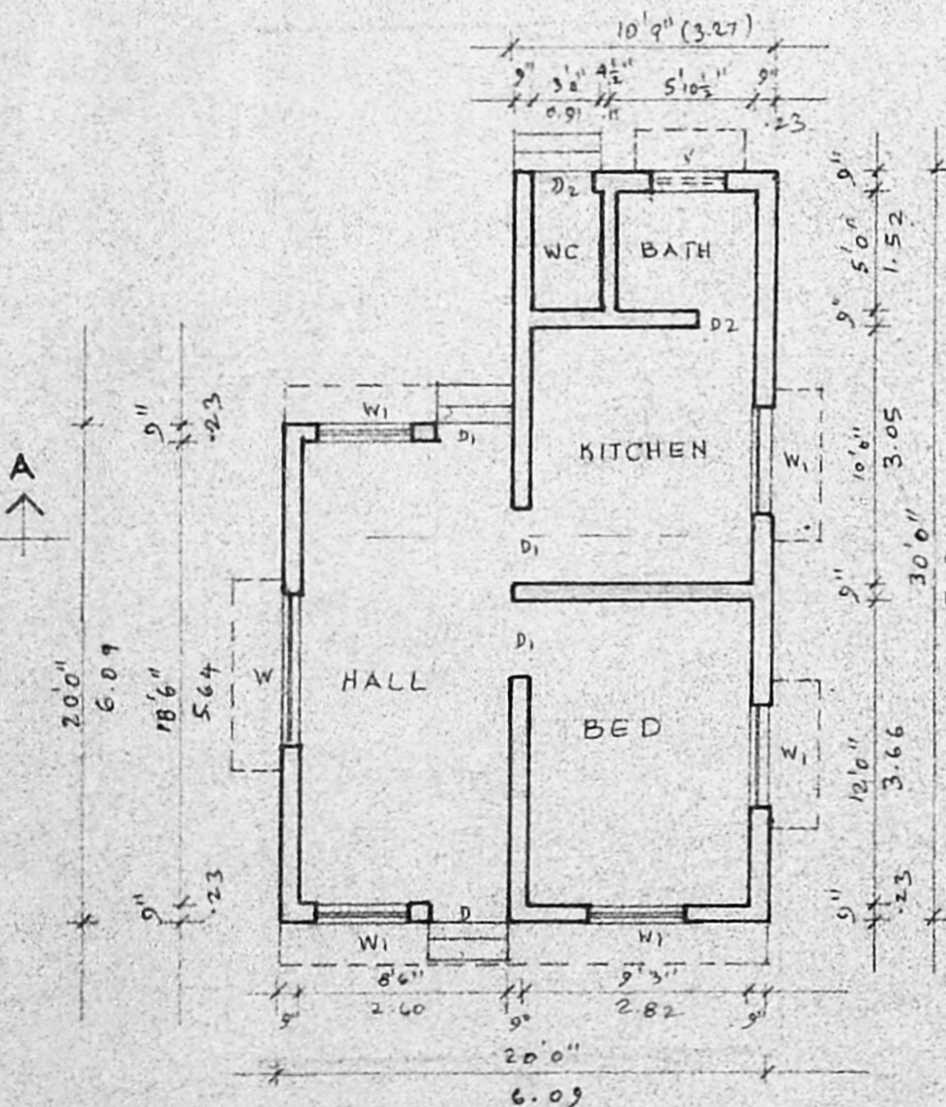 10'9" (3.27)
9" 3'0" 4½" 5'10½" 9"
0.91 .11 .23
D2 V
WC BATH
D2
9"
5'0" 1.52
9"
W1 D1
KITCHEN
W1
10'0" 3.05
9" .23
A
D1
9"
30'0"
D1
20'0" 6.09
18'6" 5.64
W HALL
BED
W1
12'0" 3.66
9" .23
D
9" .23
W1 W1
8'6" 9'3"
9" 2.60 9" 2.82 9"
20'0"
6.09